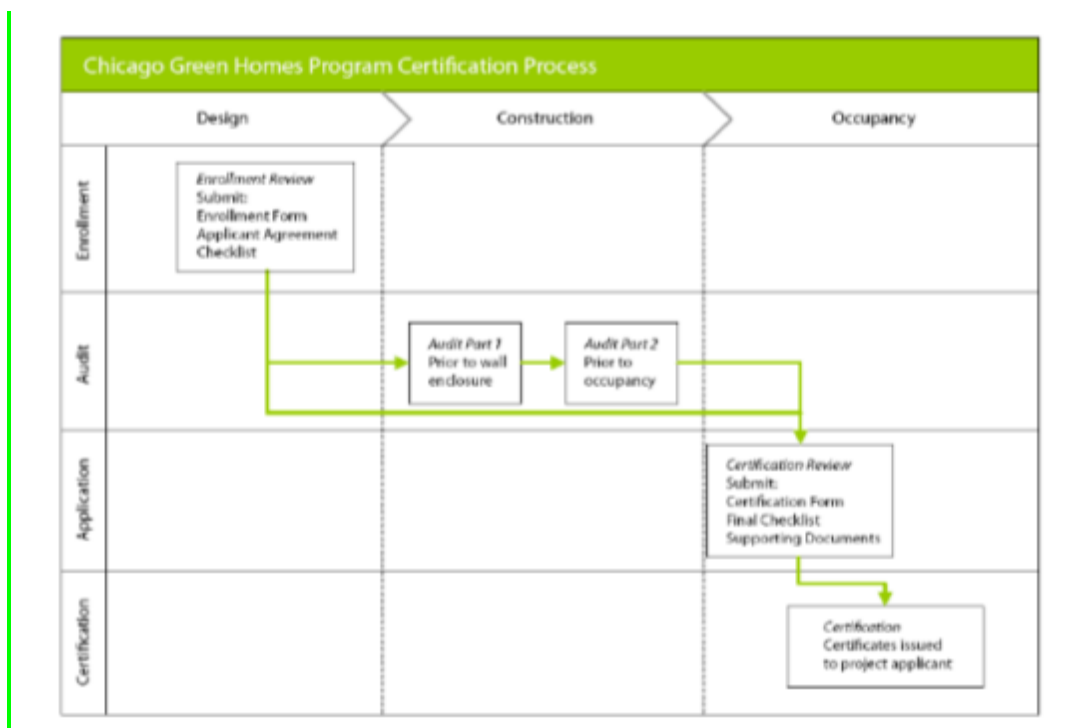 Chicago Green Homes Program Certification Process
Design
Construction
Occupancy
Enrollment
Enrollment Review
Submit:
Enrollment Form
Applicant Agreement
Checklist
Audit
Audit Part 1
Prior to wall
enclosure
Audit Part 2
Prior to
occupancy
Application
Certification Review
Submit:
Certification Form
Final Checklist
Supporting Documents
Certification
Certification
Certificates issued
to project applicant